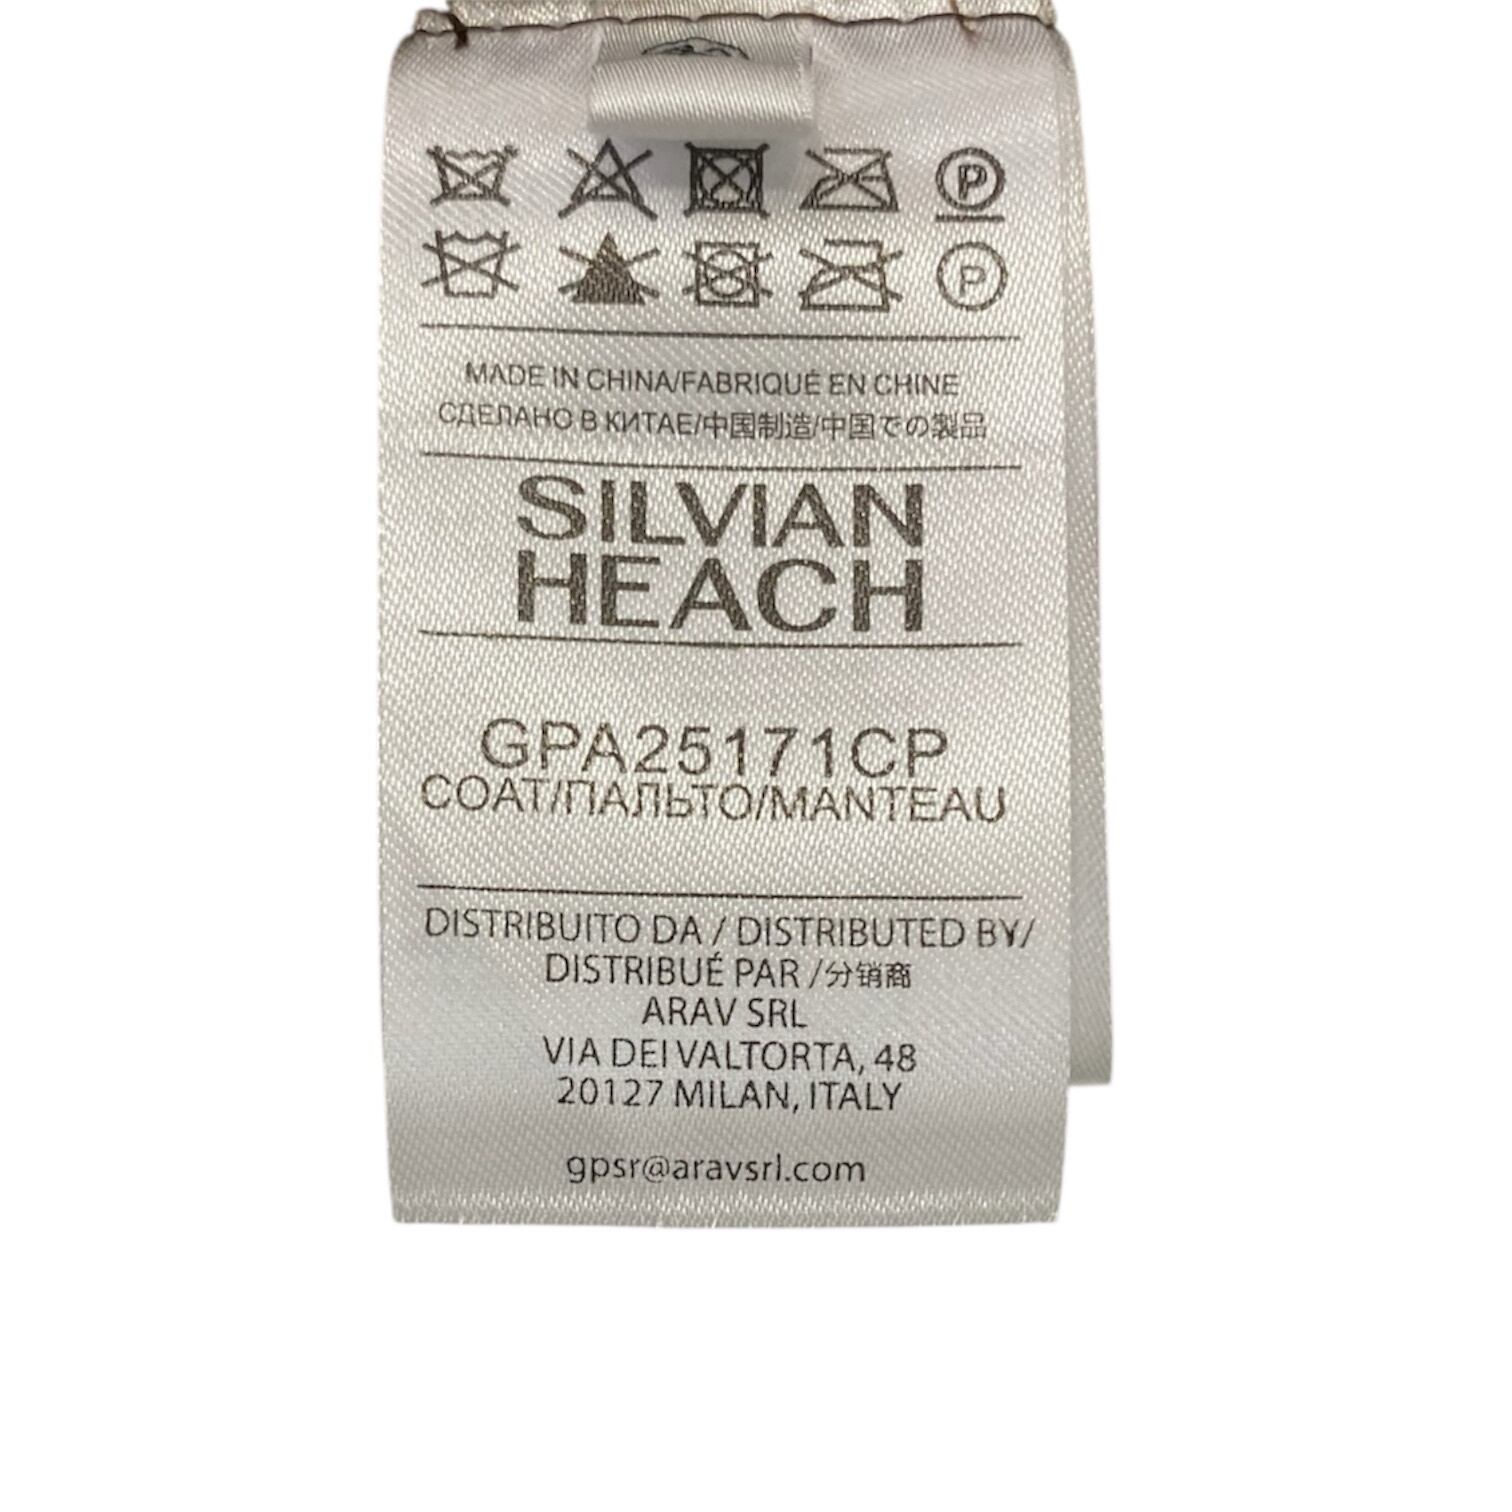 P
P
MADE IN CHINA/FABRIQUÉ EN CHINE
СДЕЛАНО В КИТАЕ/中国制造/中国での製品
SILVIAN
HEACH
GPA25171CP
COAT/ПАЛЬТО/MANTEAU
DISTRIBUITO DA / DISTRIBUTED BY/
DISTRIBUÉ PAR /分销商
ARAV SRL
VIA DEI VALTORTA, 48
20127 MILAN, ITALY
gpsr@aravsrl.com